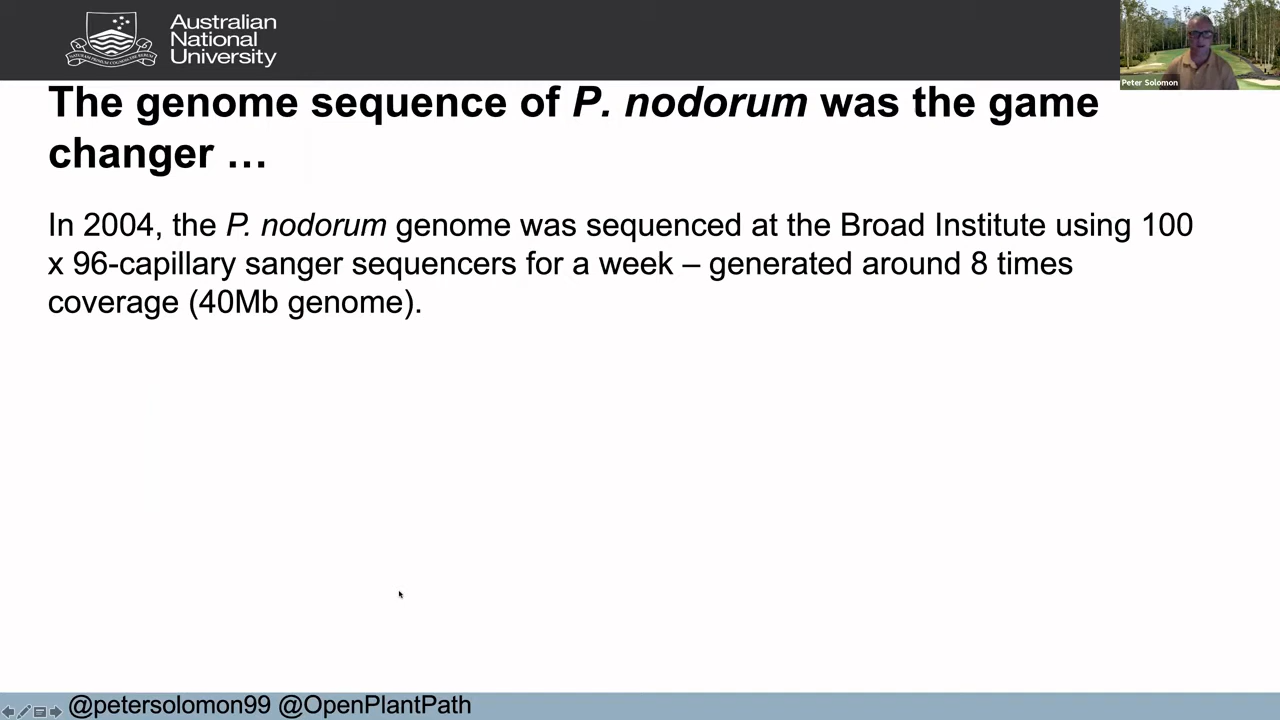 Australian
National
University
Peter Solomon
The genome sequence of P. nodorum was the game
changer …
In 2004, the P. nodorum genome was sequenced at the Broad Institute using 100
x 96-capillary sanger sequencers for a week – generated around 8 times
coverage (40Mb genome).
@petersolomon99 @OpenPlantPath